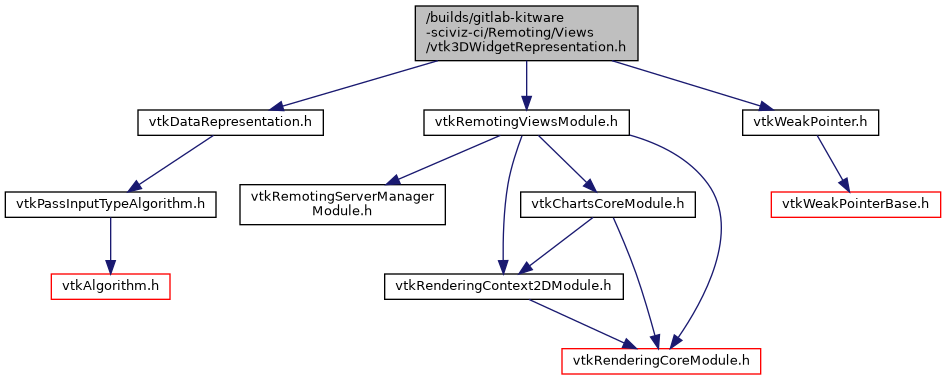 /builds/gitlab-kitware
-sciviz-ci/Remoting/Views
/vtk3DWidgetRepresentation.h
vtkDataRepresentation.h
vtkRemotingViewsModule.h
vtkWeakPointer.h
vtkPassInputTypeAlgorithm.h
vtkRemotingServerManager
Module.h
vtkChartsCoreModule.h
vtkWeakPointerBase.h
vtkAlgorithm.h
vtkRenderingContext2DModule.h
vtkRenderingCoreModule.h